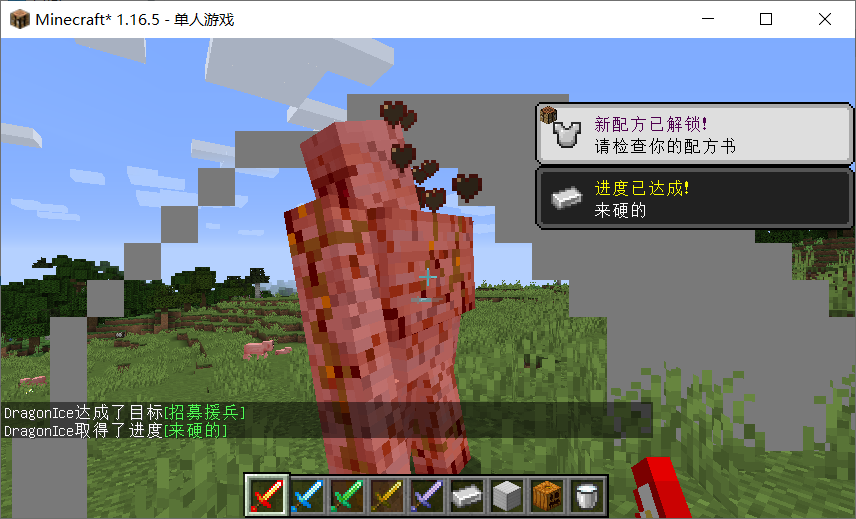 Minecraft* 1.16.5 - 单人游戏
新配方已解锁!
请检查你的配方书
进度已达成!
来硬的
DragonIce达成了目标[招募援兵]
DragonIce取得了进度[来硬的]